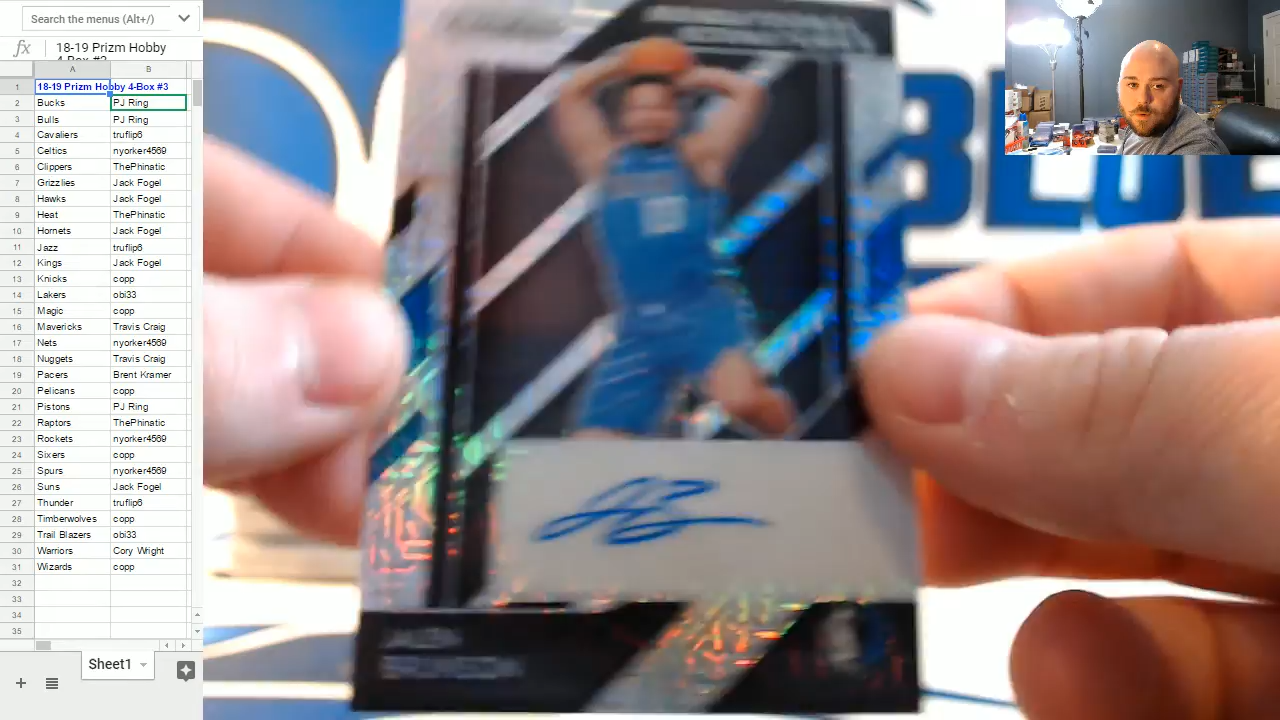 Search the menus (Alt+/)
fx 18-19 Prizm Hobby
4-Box #3
A B
1 18-19 Prizm Hobby 4-Box #3
2 Bucks PJ Ring
3 Bulls PJ Ring
4 Cavaliers truflip6
5 Celtics nyorker4569
6 Clippers ThePhinatic
7 Grizzlies Jack Fogel
8 Hawks Jack Fogel
9 Heat ThePhinatic
10 Hornets Jack Fogel
11 Jazz truflip6
12 Kings Jack Fogel
13 Knicks copp
14 Lakers obi33
15 Magic copp
16 Mavericks Travis Craig
17 Nets nyorker4569
18 Nuggets Travis Craig
19 Pacers Brent Kramer
20 Pelicans copp
21 Pistons PJ Ring
22 Raptors ThePhinatic
23 Rockets nyorker4569
24 Sixers copp
25 Spurs nyorker4569
26 Suns Jack Fogel
27 Thunder truflip6
28 Timberwolves copp
29 Trail Blazers obi33
30 Warriors Cory Wright
31 Wizards copp
32
33
34
35
Sheet1
BLUE
JALEN
BRUNSON